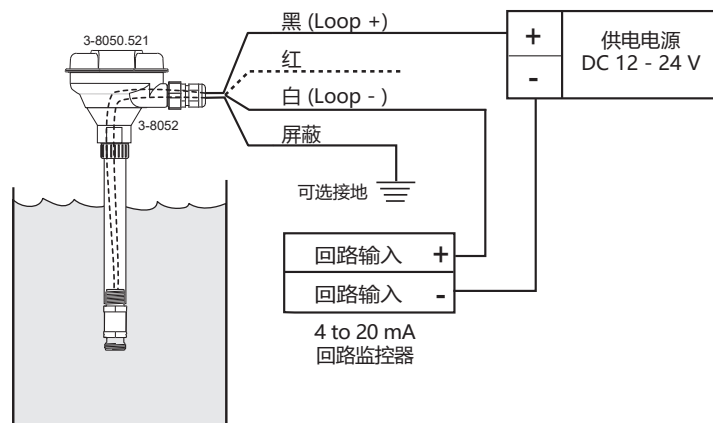 3-8050.521
3-8052
黑 (Loop +)
红
白 (Loop - )
屏蔽
可选接地
+
-
供电电源
DC 12 - 24 V
回路输入 +
回路输入 -
4 to 20 mA
回路监控器